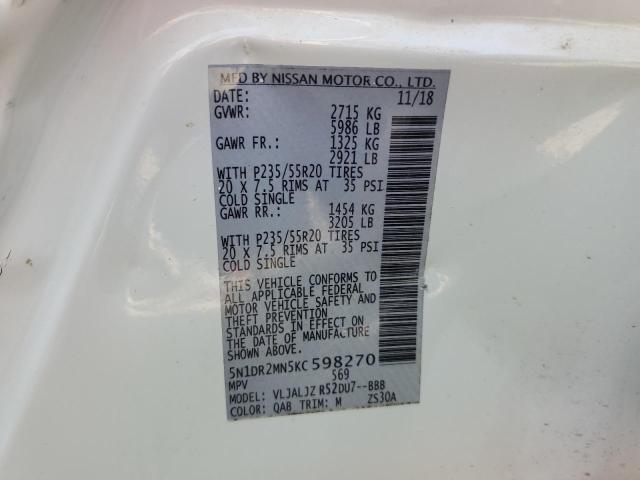 MFD BY NISSAN MOTOR CO., LTD.
DATE: 11/18
GVWR: 2715 KG
5986 LB
GAWR FR.: 1325 KG
2921 LB
WITH P235/55R20 TIRES
20 X 7.5 RIMS AT 35 PSI
COLD SINGLE
GAWR RR.: 1454 KG
3205 LB
WITH P235/55R20 TIRES
20 X 7.5 RIMS AT 35 PSI
COLD SINGLE
THIS VEHICLE CONFORMS TO
ALL APPLICABLE FEDERAL
MOTOR VEHICLE SAFETY AND
THEFT PREVENTION
STANDARDS IN EFFECT ON
THE DATE OF MANUFACTURE
SHOWN ABOVE.
5N1DR2MN5KC598270
MPV 569
MODEL: VLJALJZ R52DU7--BBB
COLOR: QAB TRIM: M ZS30A